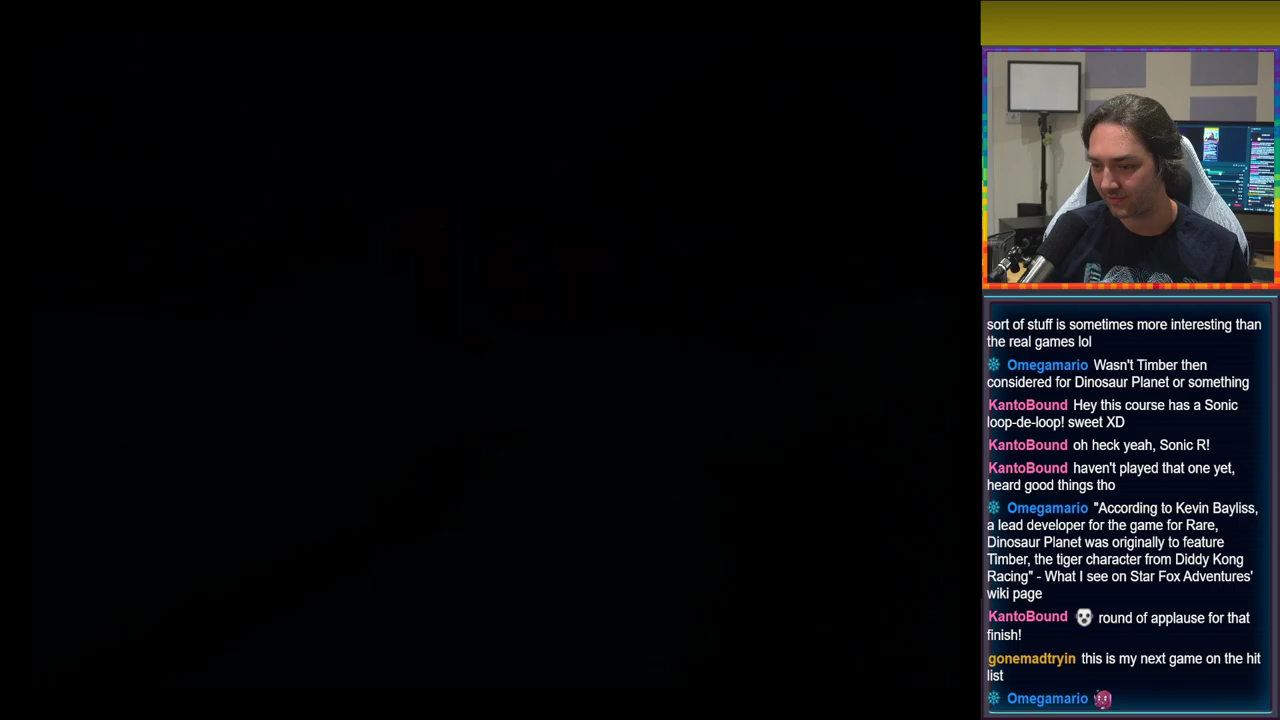 sort of stuff is sometimes more interesting than
the real games lol
Omegamario Wasn't Timber then
considered for Dinosaur Planet or something
KantoBound Hey this course has a Sonic
loop-de-loop! sweet XD
KantoBound oh heck yeah, Sonic R!
KantoBound haven't played that one yet,
heard good things tho
Omegamario "According to Kevin Bayliss,
a lead developer for the game for Rare,
Dinosaur Planet was originally to feature
Timber, the tiger character from Diddy Kong
Racing" - What I see on Star Fox Adventures'
wiki page
KantoBound round of applause for that
finish!
gonemadtryin this is my next game on the hit
list
Omegamario